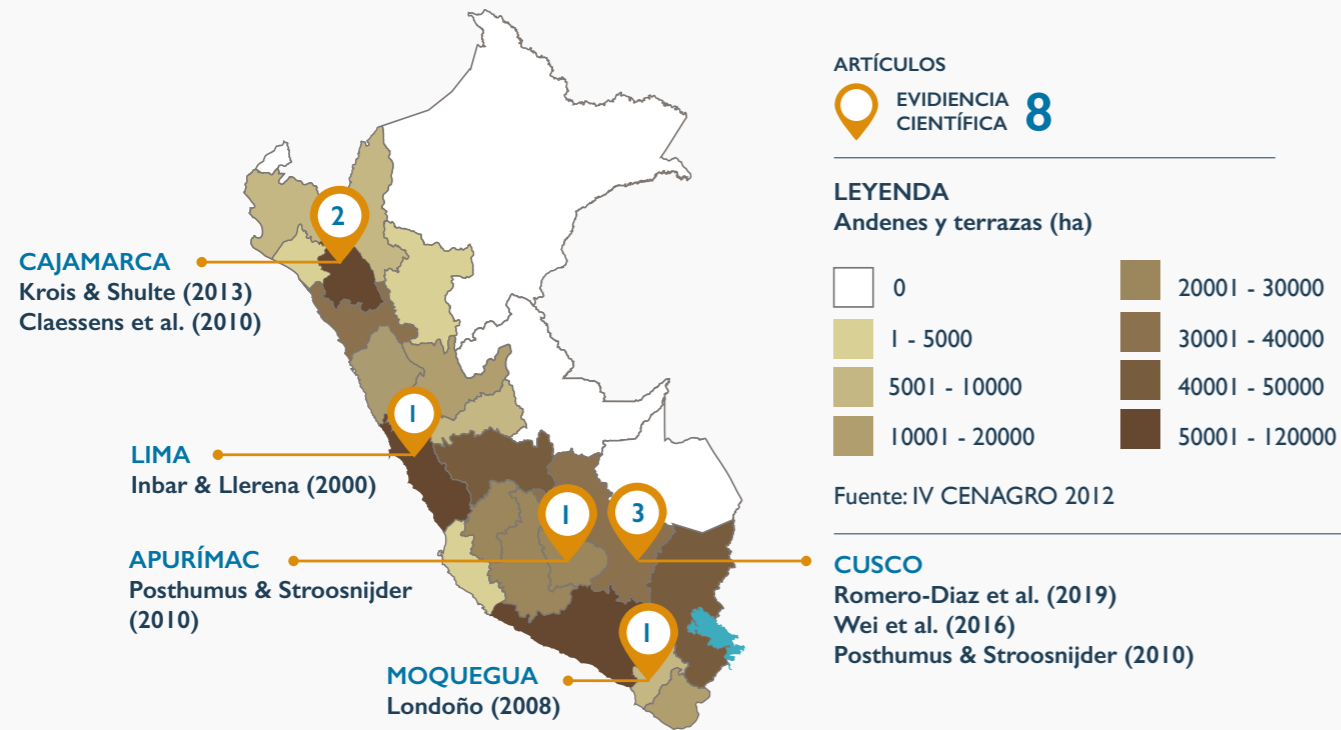 ARTÍCULOS
EVIDIENCIA
CIENTÍFICA 8
LEYENDA
Andenes y terrazas (ha)
0
1 - 5000
5001 - 10000
10001 - 20000
20001 - 30000
30001 - 40000
40001 - 50000
50001 - 120000
Fuente: IV CENAGRO 2012
2
CAJAMARCA
Krois & Shulte (2013)
Claessens et al. (2010)
1
LIMA
Inbar & Llerena (2000)
1
APURÍMAC
Posthumus & Stroosnijder
(2010)
3
CUSCO
Romero-Diaz et al. (2019)
Wei et al. (2016)
Posthumus & Stroosnijder (2010)
1
MOQUEGUA
Londoño (2008)